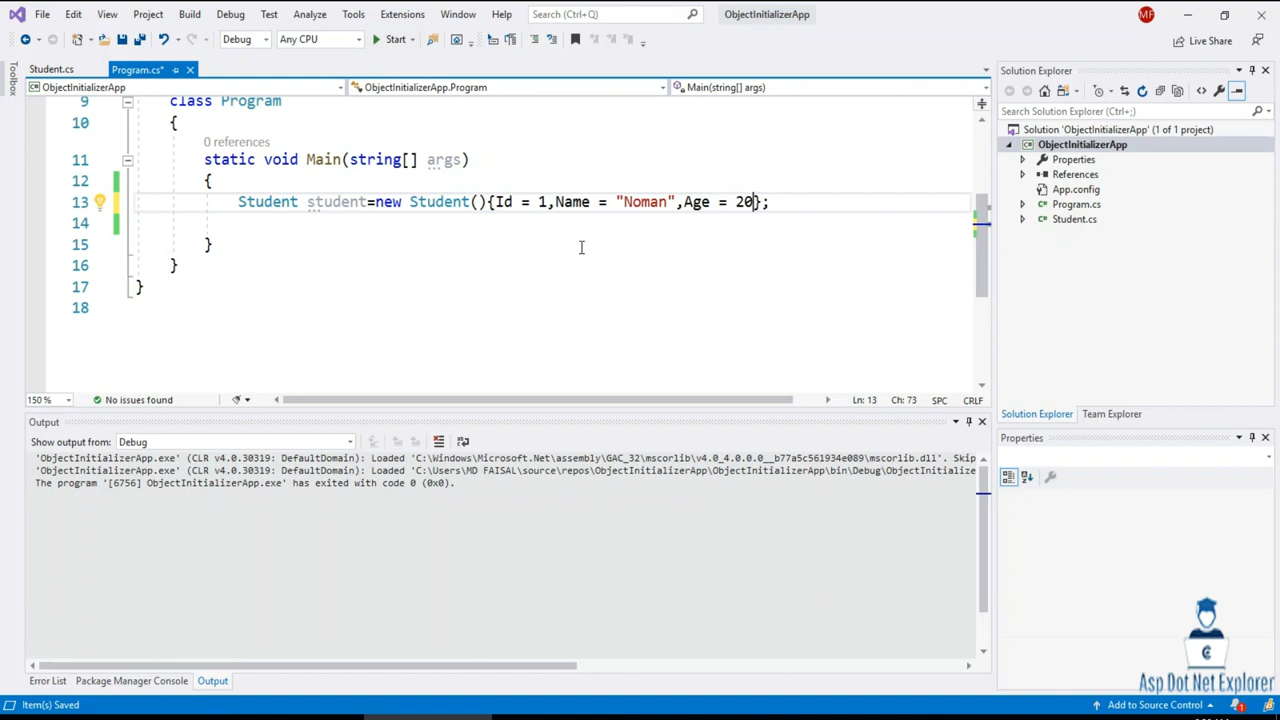 File Edit View Project Build Debug Test Analyze Tools Extensions Window Help Search (Ctrl+Q) ObjectInitializerApp MF
Debug Any CPU Start Live Share
Toolbox
Student.cs Program.cs*
ObjectInitializerApp ObjectInitializerApp.Program Main(string[] args)
9 class Program
10 {
0 references
11 static void Main(string[] args)
12 {
13 Student student=new Student(){Id = 1,Name = "Noman",Age = 20};
14
15 }
16 }
17 }
18
150 % No issues found Ln: 13 Ch: 73 SPC CRLF
Output
Show output from: Debug
'ObjectInitializerApp.exe' (CLR v4.0.30319: DefaultDomain): Loaded 'C:\Windows\Microsoft.Net\assembly\GAC_32\mscorlib\v4.0_4.0.0.0__b77a5c561934e089\mscorlib.dll'. Skip
'ObjectInitializerApp.exe' (CLR v4.0.30319: DefaultDomain): Loaded 'C:\Users\MD FAISAL\source\repos\ObjectInitializerApp\ObjectInitializerApp\bin\Debug\ObjectInitialize
The program '[6756] ObjectInitializerApp.exe' has exited with code 0 (0x0).
Error List Package Manager Console Output
Solution Explorer
Search Solution Explorer (Ctrl+;)
Solution 'ObjectInitializerApp' (1 of 1 project)
ObjectInitializerApp
Properties
References
App.config
Program.cs
Student.cs
Solution Explorer Team Explorer
Properties
Asp Dot Net Explorer
Item(s) Saved Add to Source Control 1